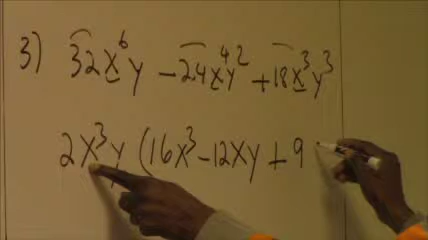 3) 32x⁶y - 24x⁴y² + 18x³y³
2x³y (16x³ - 12xy + 9